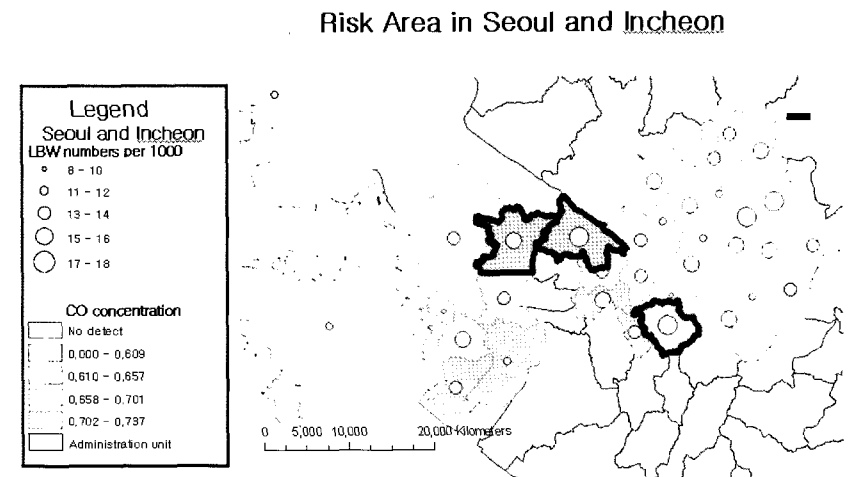 Risk Area in Seoul and Incheon
Legend
Seoul and Incheon
LBW numbers per 1000
8 - 10
11 - 12
13 - 14
15 - 16
17 - 18
CO concentration
No detect
0,000 - 0,609
0,610 - 0,657
0,658 - 0,701
0,702 - 0,737
Administration unit
0 5,000 10,000 20,000 Kilometers